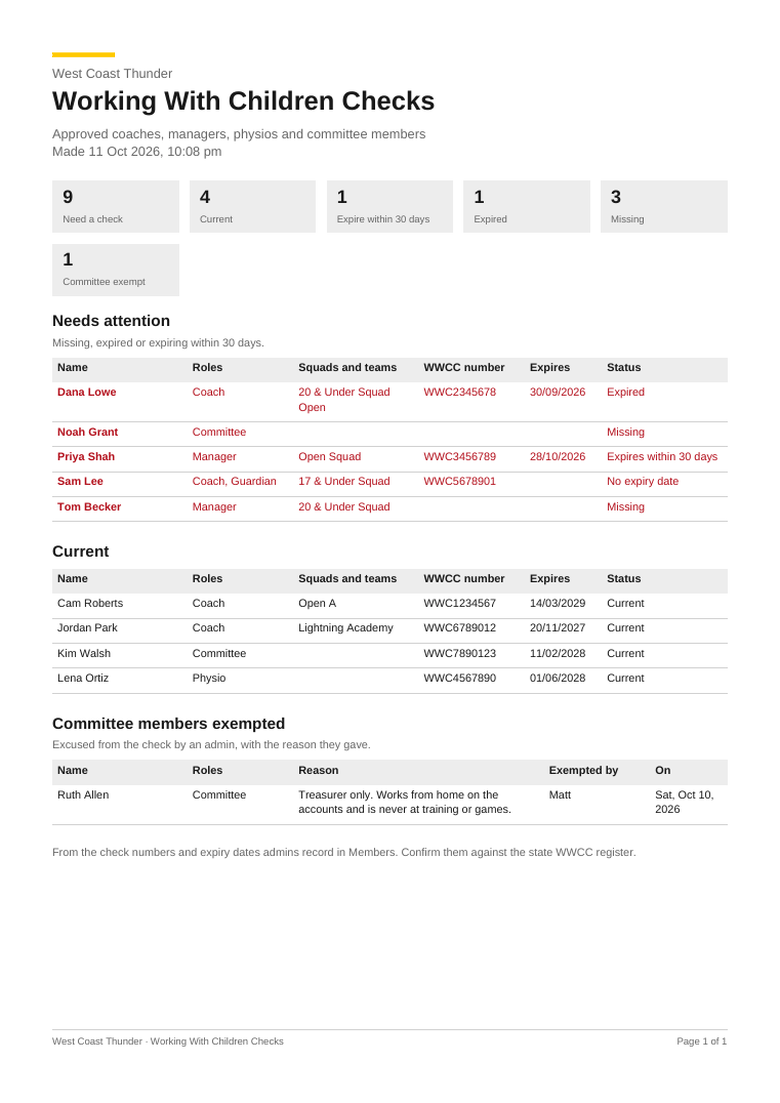 West Coast Thunder
Working With Children Checks
Approved coaches, managers, physios and committee members
Made 11 Oct 2026, 10:08 pm
9
Need a check
4
Current
1
Expire within 30 days
1
Expired
3
Missing
1
Committee exempt
Needs attention
Missing, expired or expiring within 30 days.
Name Roles Squads and teams WWCC number Expires Status
Dana Lowe Coach 20 & Under Squad WWC2345678 30/09/2026 Expired
Open
Noah Grant Committee Missing
Priya Shah Manager Open Squad WWC3456789 28/10/2026 Expires within 30 days
Sam Lee Coach, Guardian 17 & Under Squad WWC5678901 No expiry date
Tom Becker Manager 20 & Under Squad Missing
Current
Name Roles Squads and teams WWCC number Expires Status
Cam Roberts Coach Open A WWC1234567 14/03/2029 Current
Jordan Park Coach Lightning Academy WWC6789012 20/11/2027 Current
Kim Walsh Committee WWC7890123 11/02/2028 Current
Lena Ortiz Physio WWC4567890 01/06/2028 Current
Committee members exempted
Excused from the check by an admin, with the reason they gave.
Name Roles Reason Exempted by On
Ruth Allen Committee Treasurer only. Works from home on the Matt Sat, Oct 10,
accounts and is never at training or games. 2026
From the check numbers and expiry dates admins record in Members. Confirm them against the state WWCC register.
West Coast Thunder · Working With Children Checks Page 1 of 1